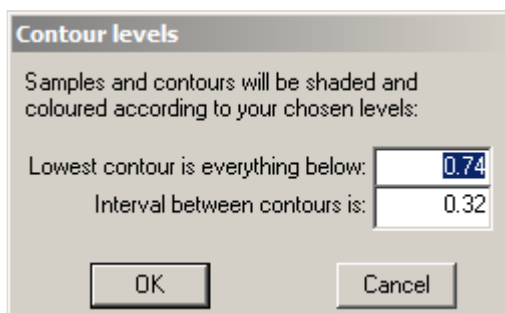 Contour levels
Samples and contours will be shaded and
coloured according to your chosen levels:
Lowest contour is everything below: 0.74
Interval between contours is: 0.32
OK Cancel